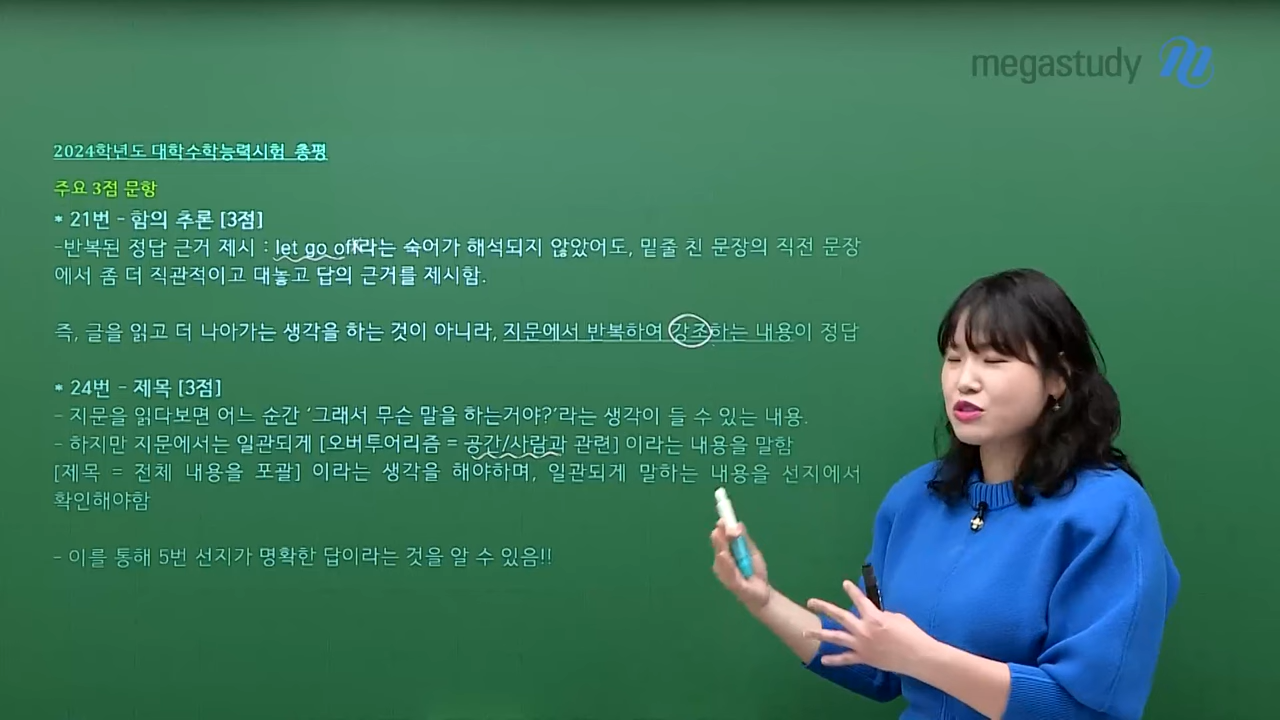 megastudy
2024학년도 대학수학능력시험 총평
주요 3점 문항
* 21번 - 함의 추론 [3점]
-반복된 정답 근거 제시 : let go off라는 숙어가 해석되지 않았어도, 밑줄 친 문장의 직전 문장
에서 좀 더 직관적이고 대놓고 답의 근거를 제시함.
즉, 글을 읽고 더 나아가는 생각을 하는 것이 아니라, 지문에서 반복하여 강조하는 내용이 정답
* 24번 - 제목 [3점]
- 지문을 읽다보면 어느 순간 '그래서 무슨 말을 하는거야?'라는 생각이 들 수 있는 내용.
- 하지만 지문에서는 일관되게 [오버투어리즘 = 공간/사람과 관련] 이라는 내용을 말함
[제목 = 전체 내용을 포괄] 이라는 생각을 해야하며, 일관되게 말하는 내용을 선지에서
확인해야함
- 이를 통해 5번 선지가 명확한 답이라는 것을 알 수 있음!!